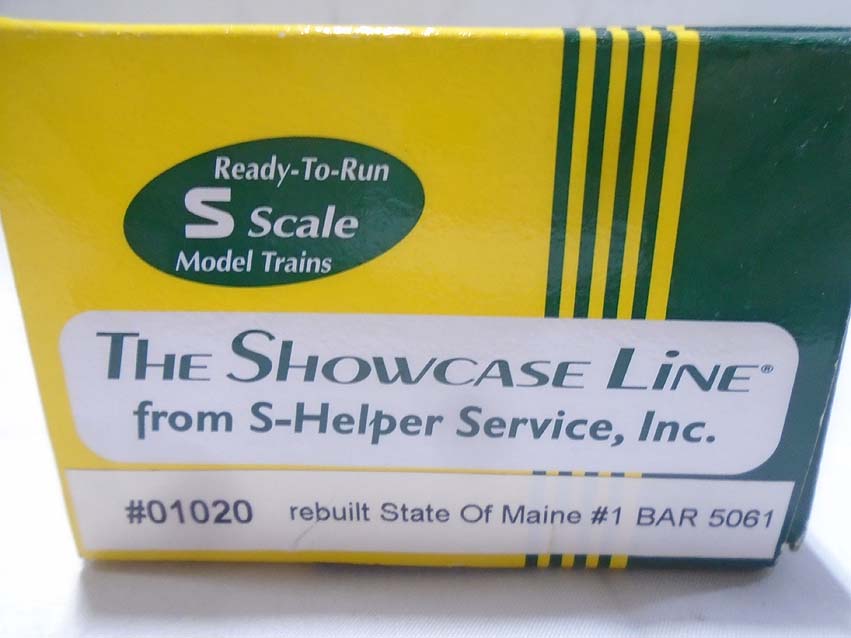 Ready-To-Run
S Scale
Model Trains
THE SHOWCASE LiNE®
from S-Helper Service, Inc.
#01020 rebuilt State Of Maine #1 BAR 5061